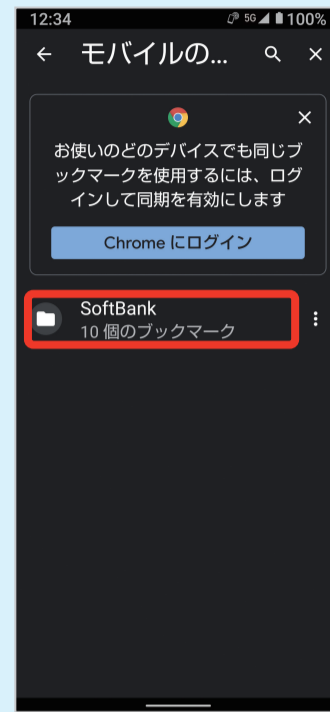 12:34 5G 100%
モバイルの...
お使いのどのデバイスでも同じブ
ックマークを使用するには、ログ
インして同期を有効にします
Chrome にログイン
SoftBank
10 個のブックマーク